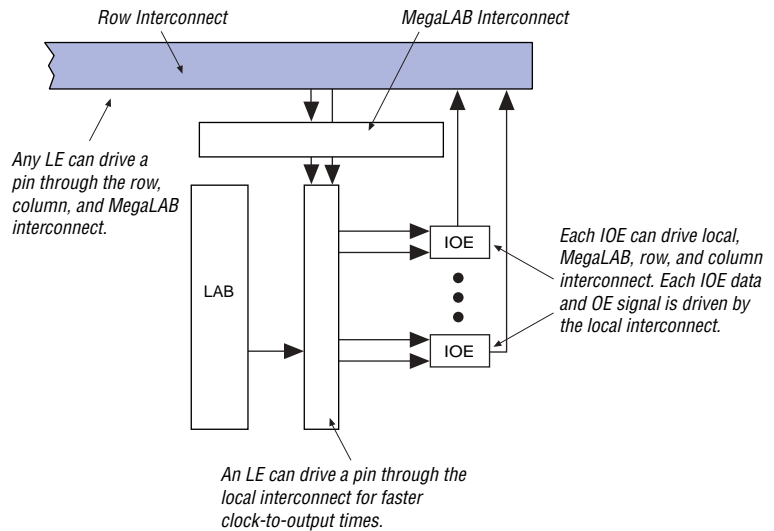 Row Interconnect
MegaLAB Interconnect
Any LE can drive a
pin through the row,
column, and MegaLAB
interconnect.
LAB
IOE
IOE
Each IOE can drive local,
MegaLAB, row, and column
interconnect. Each IOE data
and OE signal is driven by
the local interconnect.
An LE can drive a pin through the
local interconnect for faster
clock-to-output times.